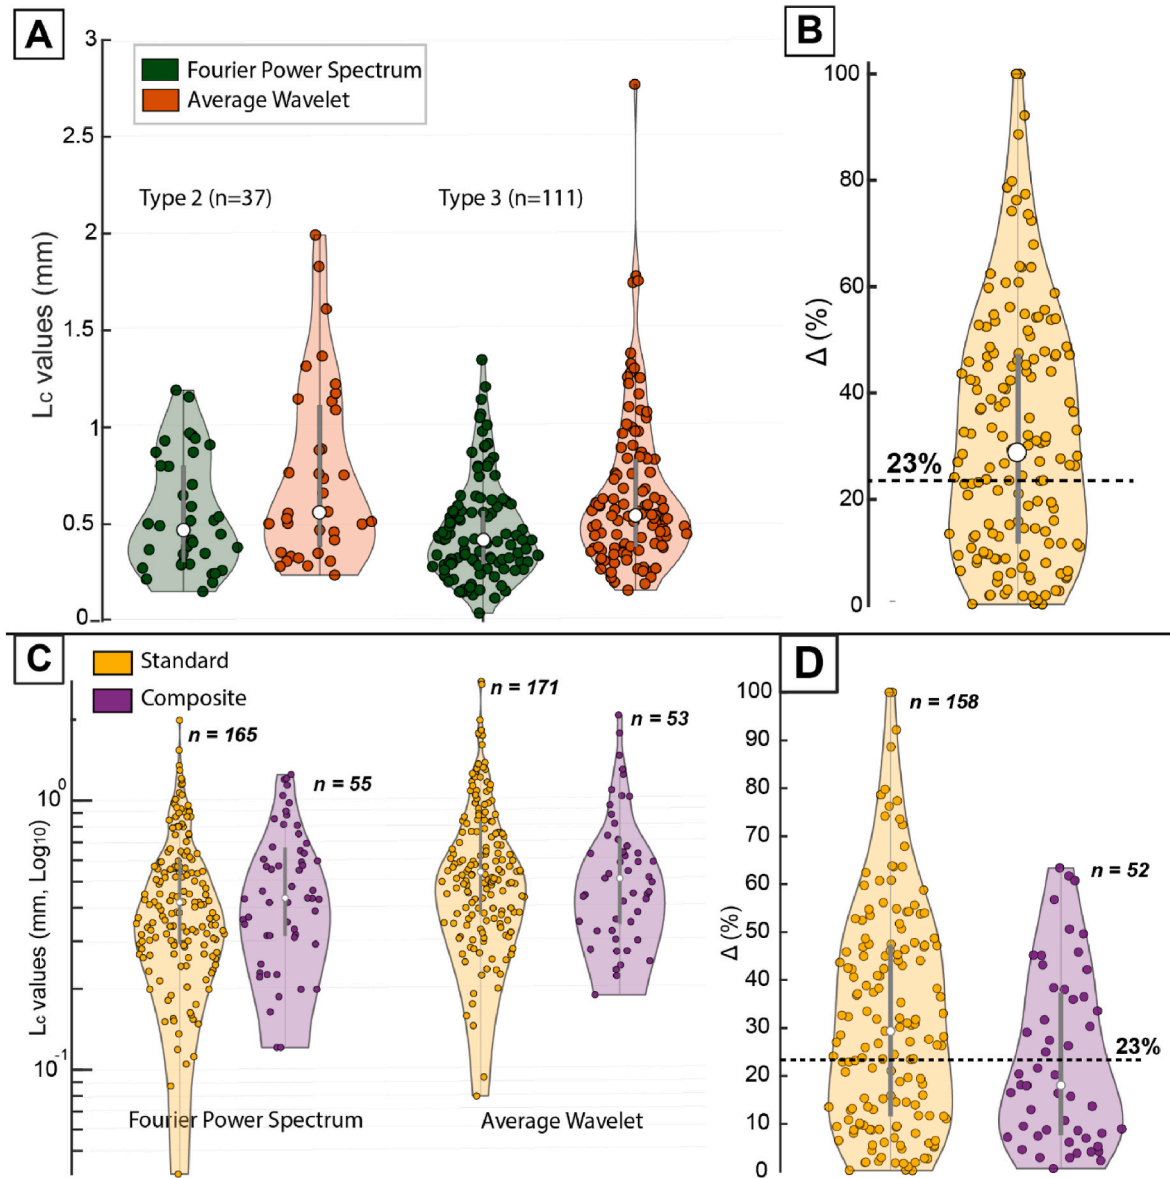 A
Fourier Power Spectrum
Average Wavelet
Type 2 (n=37)
Type 3 (n=111)
Lc values (mm)
3
2.5
2
1.5
1
0.5
0
B
Δ (%)
100
80
60
40
23%
20
0
C
Standard
Composite
n = 165
n = 55
n = 171
n = 53
Lc values (mm, Log10)
10^0
10^-1
Fourier Power Spectrum
Average Wavelet
D
n = 158
n = 52
Δ (%)
100
90
80
70
60
50
40
30
23%
20
10
0